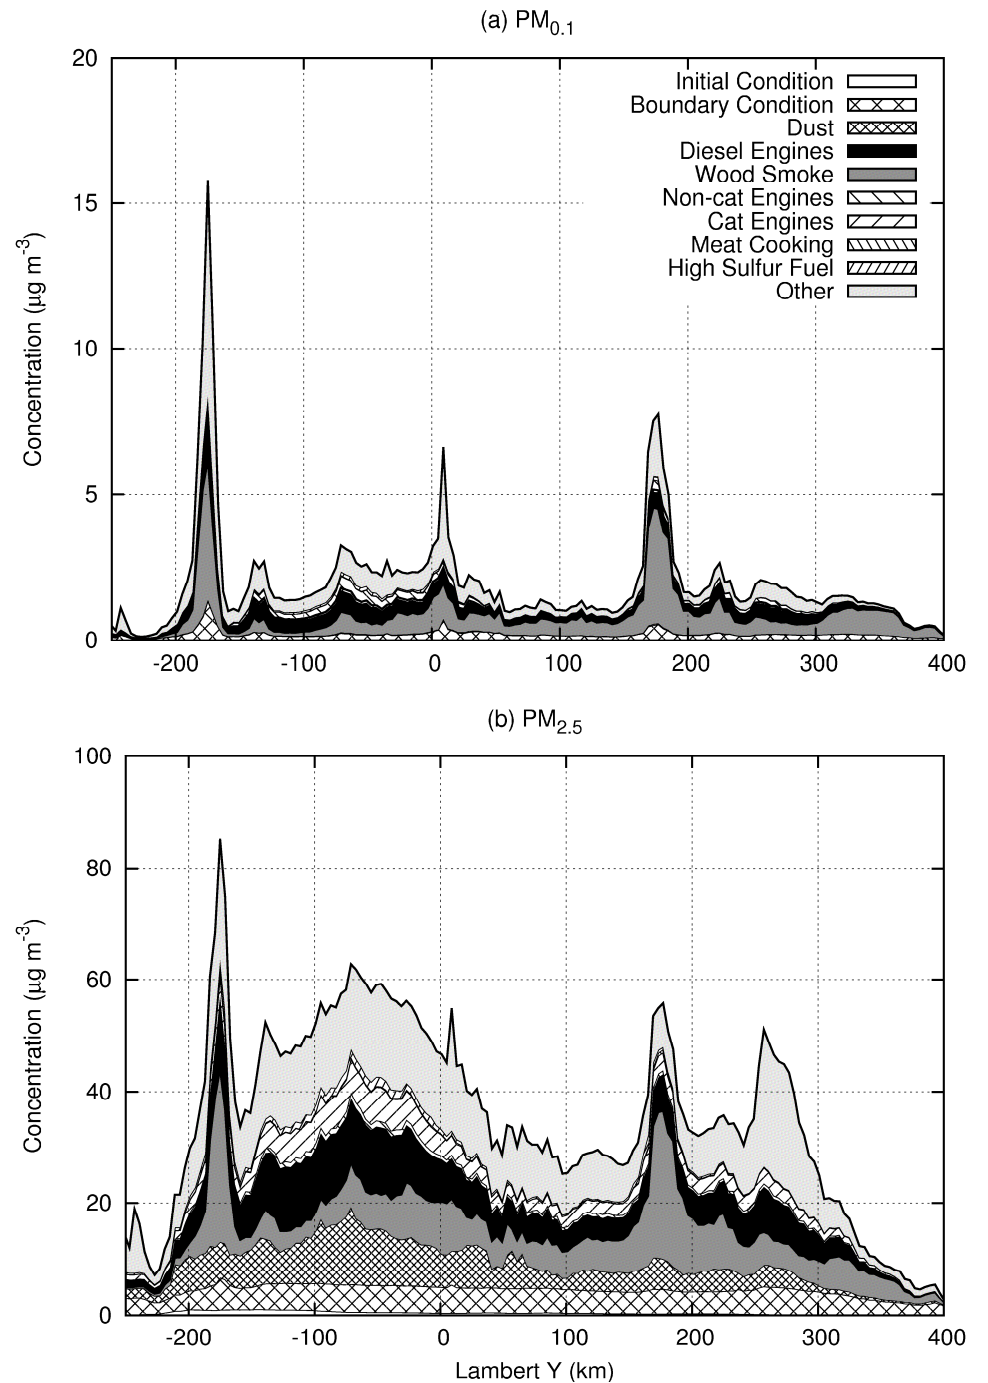 (a) PM0.1
20
15
10
5
0
Concentration (μg m-3)
Initial Condition
Boundary Condition
Dust
Diesel Engines
Wood Smoke
Non-cat Engines
Cat Engines
Meat Cooking
High Sulfur Fuel
Other
-200 -100 0 100 200 300 400
(b) PM2.5
100
80
60
40
20
0
Concentration (μg m-3)
-200 -100 0 100 200 300 400
Lambert Y (km)